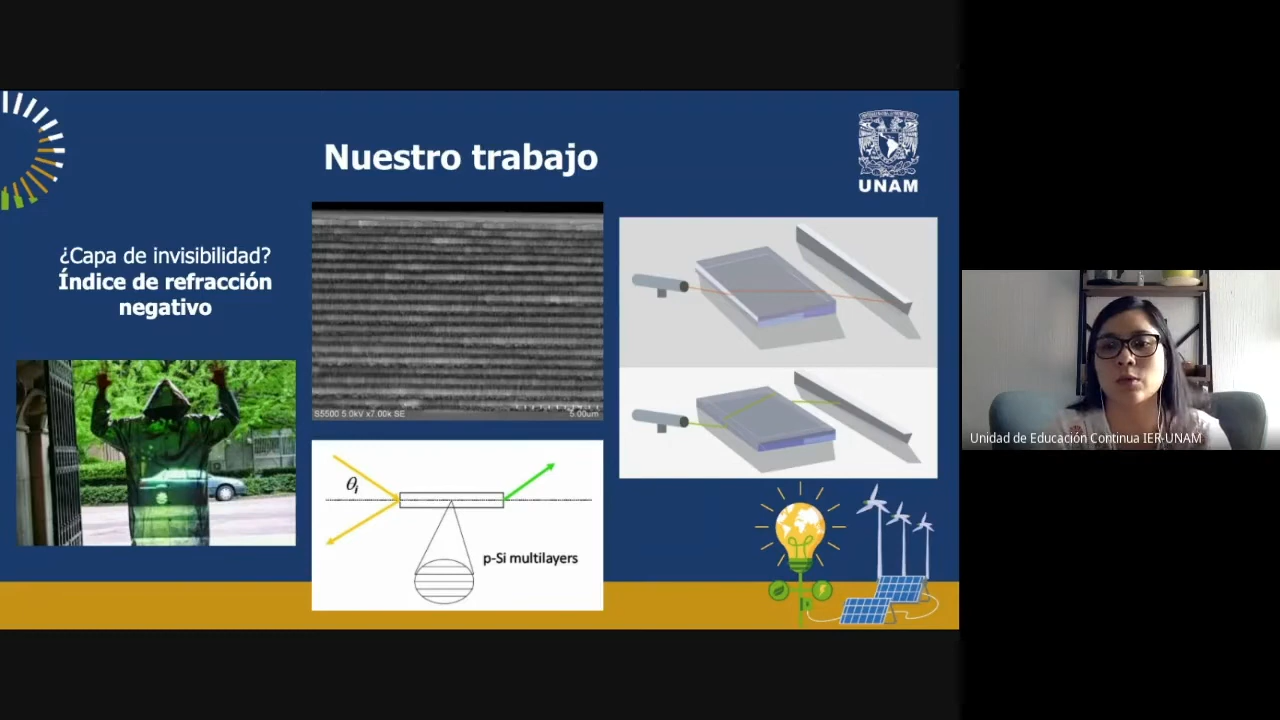 Nuestro trabajo
UNAM
¿Capa de invisibilidad?
Índice de refracción
negativo
S5500 5.0kV x7.00k SE
5.00um
θi
p-Si multilayers
Unidad de Educación Continua IER-UNAM